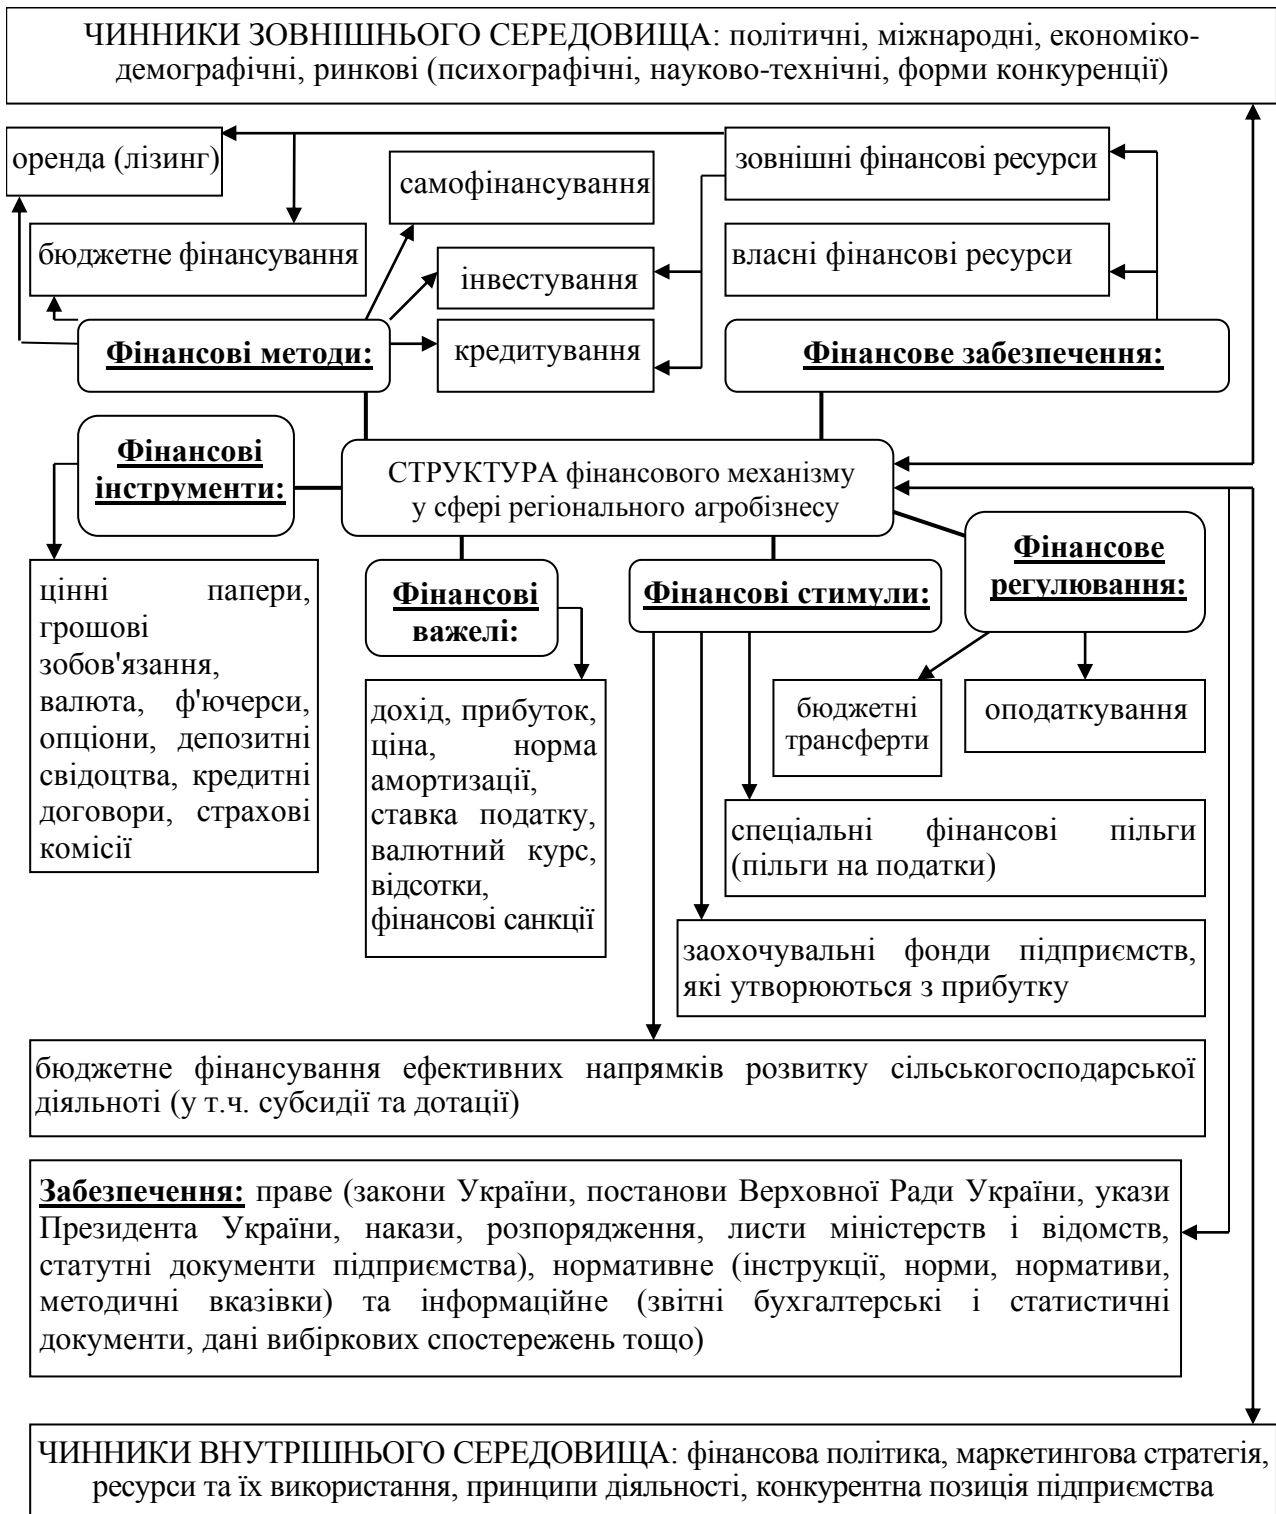 ЧИННИКИ ЗОВНІШНЬОГО СЕРЕДОВИЩА: політичні, міжнародні, економіко-
демографічні, ринкові (психографічні, науково-технічні, форми конкуренції)
оренда (лізинг)
самофінансування
зовнішні фінансові ресурси
бюджетне фінансування
інвестування
власні фінансові ресурси
Фінансові методи:
кредитування
Фінансове забезпечення:
Фінансові
інструменти:
СТРУКТУРА фінансового механізму
у сфері регіонального агробізнесу
Фінансове
регулювання:
Фінансові
важелі:
Фінансові стимули:
цінні папери,
грошові
зобов'язання,
валюта, ф'ючерси,
опціони, депозитні
свідоцтва, кредитні
договори, страхові
комісії
дохід, прибуток,
ціна, норма
амортизації,
ставка податку,
валютний курс,
відсотки,
фінансові санкції
бюджетні
трансферти
оподаткування
спеціальні фінансові пільги
(пільги на податки)
заохочувальні фонди підприємств,
які утворюються з прибутку
бюджетне фінансування ефективних напрямків розвитку сільськогосподарської
діяльноті (у т.ч. субсидії та дотації)
Забезпечення: праве (закони України, постанови Верховної Ради України, укази
Президента України, накази, розпорядження, листи міністерств і відомств,
статутні документи підприємства), нормативне (інструкції, норми, нормативи,
методичні вказівки) та інформаційне (звітні бухгалтерські і статистичні
документи, дані вибіркових спостережень тощо)
ЧИННИКИ ВНУТРІШНЬОГО СЕРЕДОВИЩА: фінансова політика, маркетингова стратегія,
ресурси та їх використання, принципи діяльності, конкурентна позиція підприємства